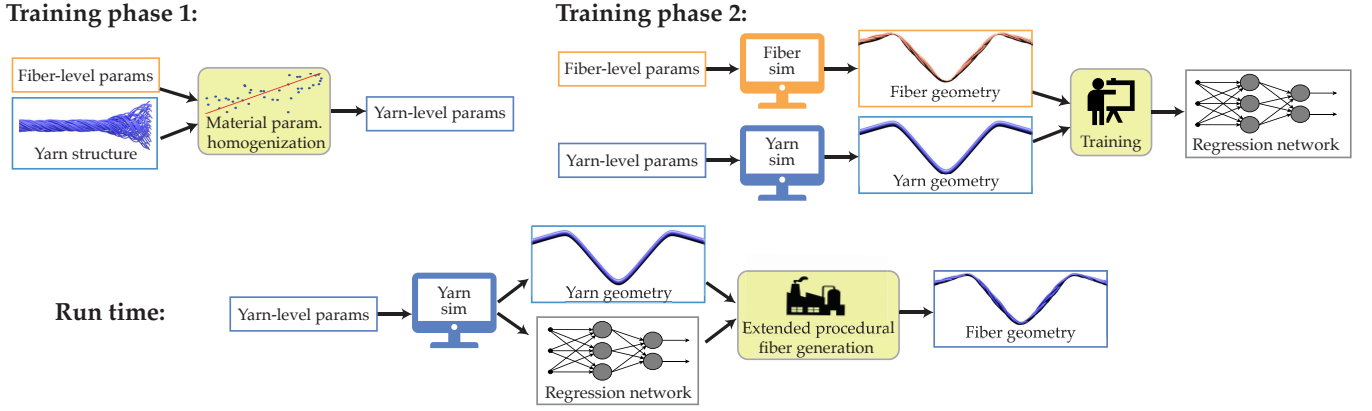 Training phase 1:
Fiber-level params
Yarn structure
Material param.
homogenization
Yarn-level params
Training phase 2:
Fiber-level params
Fiber
sim
Fiber geometry
Yarn-level params
Yarn
sim
Yarn geometry
Training
Regression network
Run time:
Yarn-level params
Yarn
sim
Yarn geometry
Regression network
Extended procedural
fiber generation
Fiber geometry